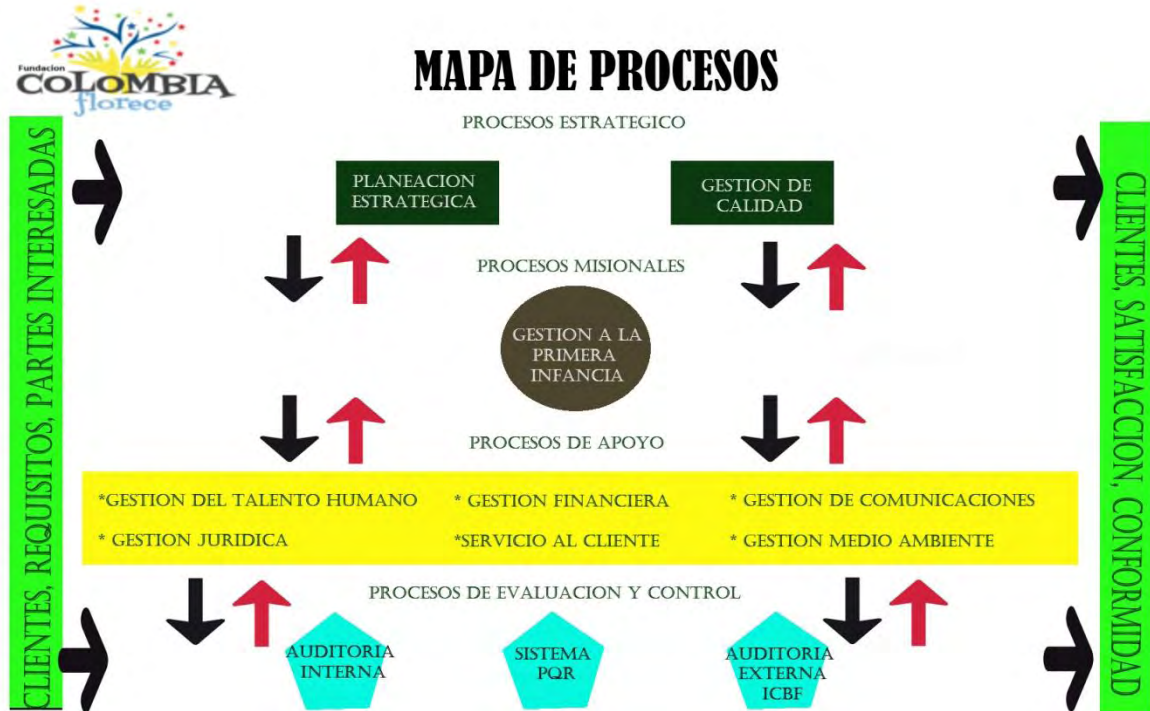 Fundacion
COLOMBIA
florece
MAPA DE PROCESOS
PROCESOS ESTRATEGICO
CLIENTES, REQUISITOS, PARTES INTERESADAS
PLANEACION
ESTRATEGICA
GESTION DE
CALIDAD
PROCESOS MISIONALES
GESTION A LA
PRIMERA
INFANCIA
PROCESOS DE APOYO
*GESTION DEL TALENTO HUMANO
* GESTION FINANCIERA
* GESTION DE COMUNICACIONES
* GESTION JURIDICA
*SERVICIO AL CLIENTE
* GESTION MEDIO AMBIENTE
PROCESOS DE EVALUACION Y CONTROL
AUDITORIA
INTERNA
SISTEMA
PQR
AUDITORIA
EXTERNA
ICBF
CLIENTES, SATISFACCION, CONFORMIDAD